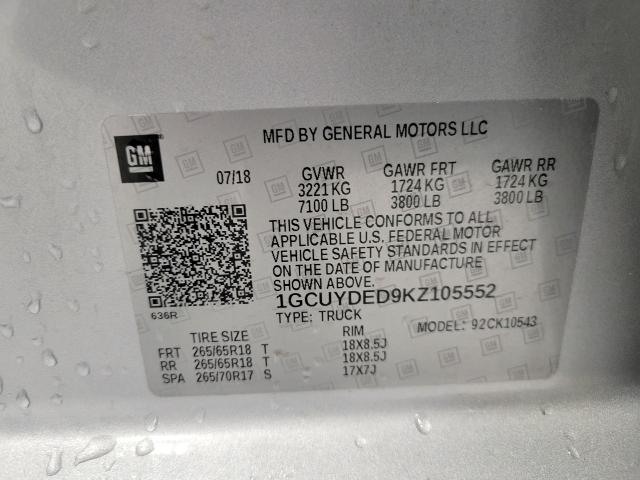 GM
MFD BY GENERAL MOTORS LLC
07/18
GVWR GAWR FRT GAWR RR
3221 KG 1724 KG 1724 KG
7100 LB 3800 LB 3800 LB
THIS VEHICLE CONFORMS TO ALL
APPLICABLE U.S. FEDERAL MOTOR
VEHICLE SAFETY STANDARDS IN EFFECT
ON THE DATE OF MANUFACTURE
SHOWN ABOVE.
1GCUYDED9KZ105552
636R
TYPE: TRUCK
MODEL: 92CK10543
TIRE SIZE RIM
FRT 265/65R18 T 18X8.5J
RR 265/65R18 T 18X8.5J
SPA 265/70R17 S 17X7J